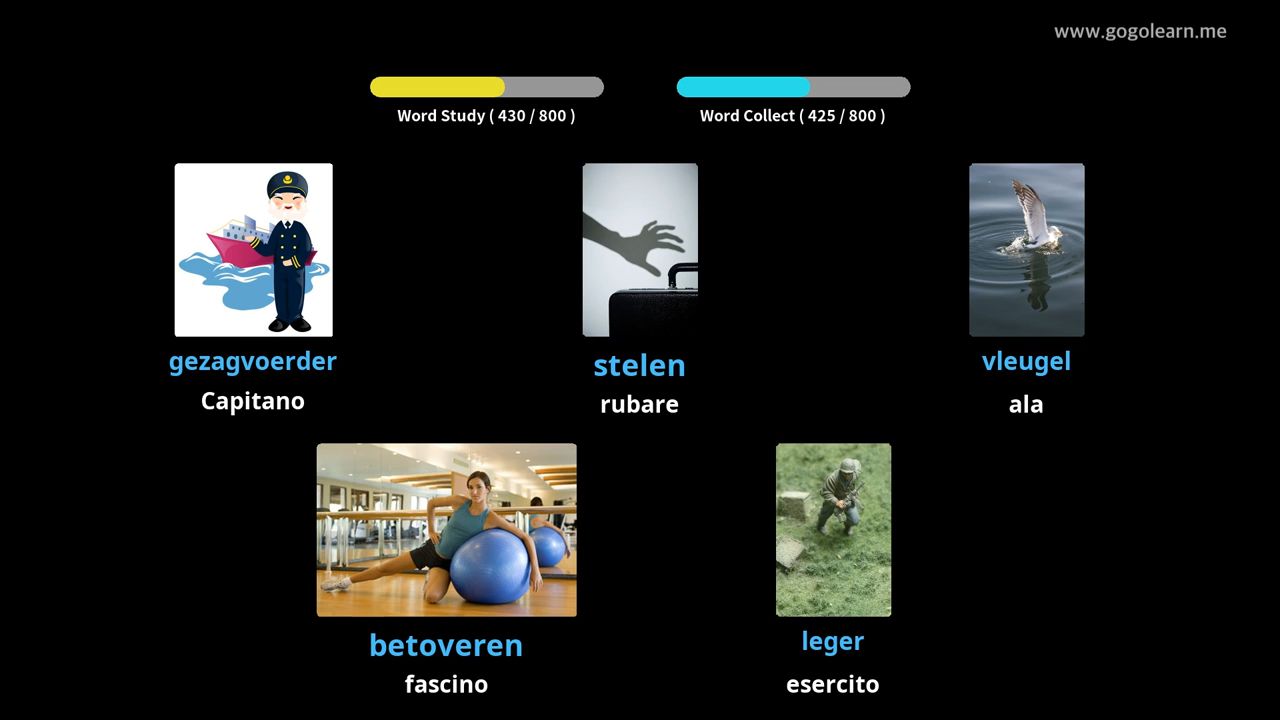 www.gogolearn.me
Word Study ( 430 / 800 )
Word Collect ( 425 / 800 )
gezagvoerder
Capitano
stelen
rubare
vleugel
ala
betoveren
fascino
leger
esercito